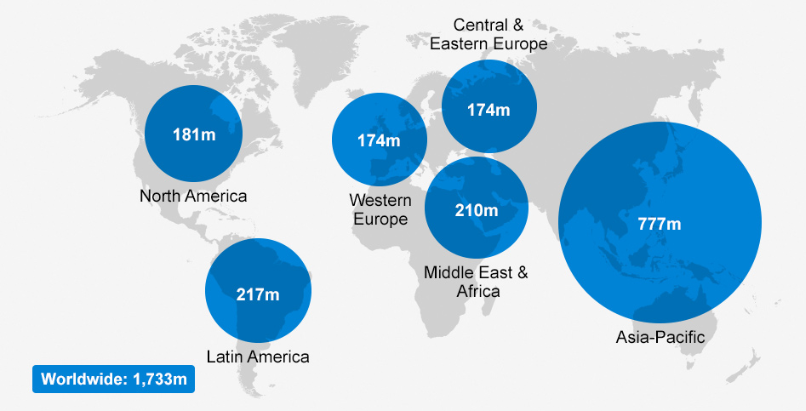 Central &
Eastern Europe
174m
181m
North America
174m
Western
Europe
210m
Middle East &
Africa
777m
Asia-Pacific
217m
Latin America
Worldwide: 1,733m